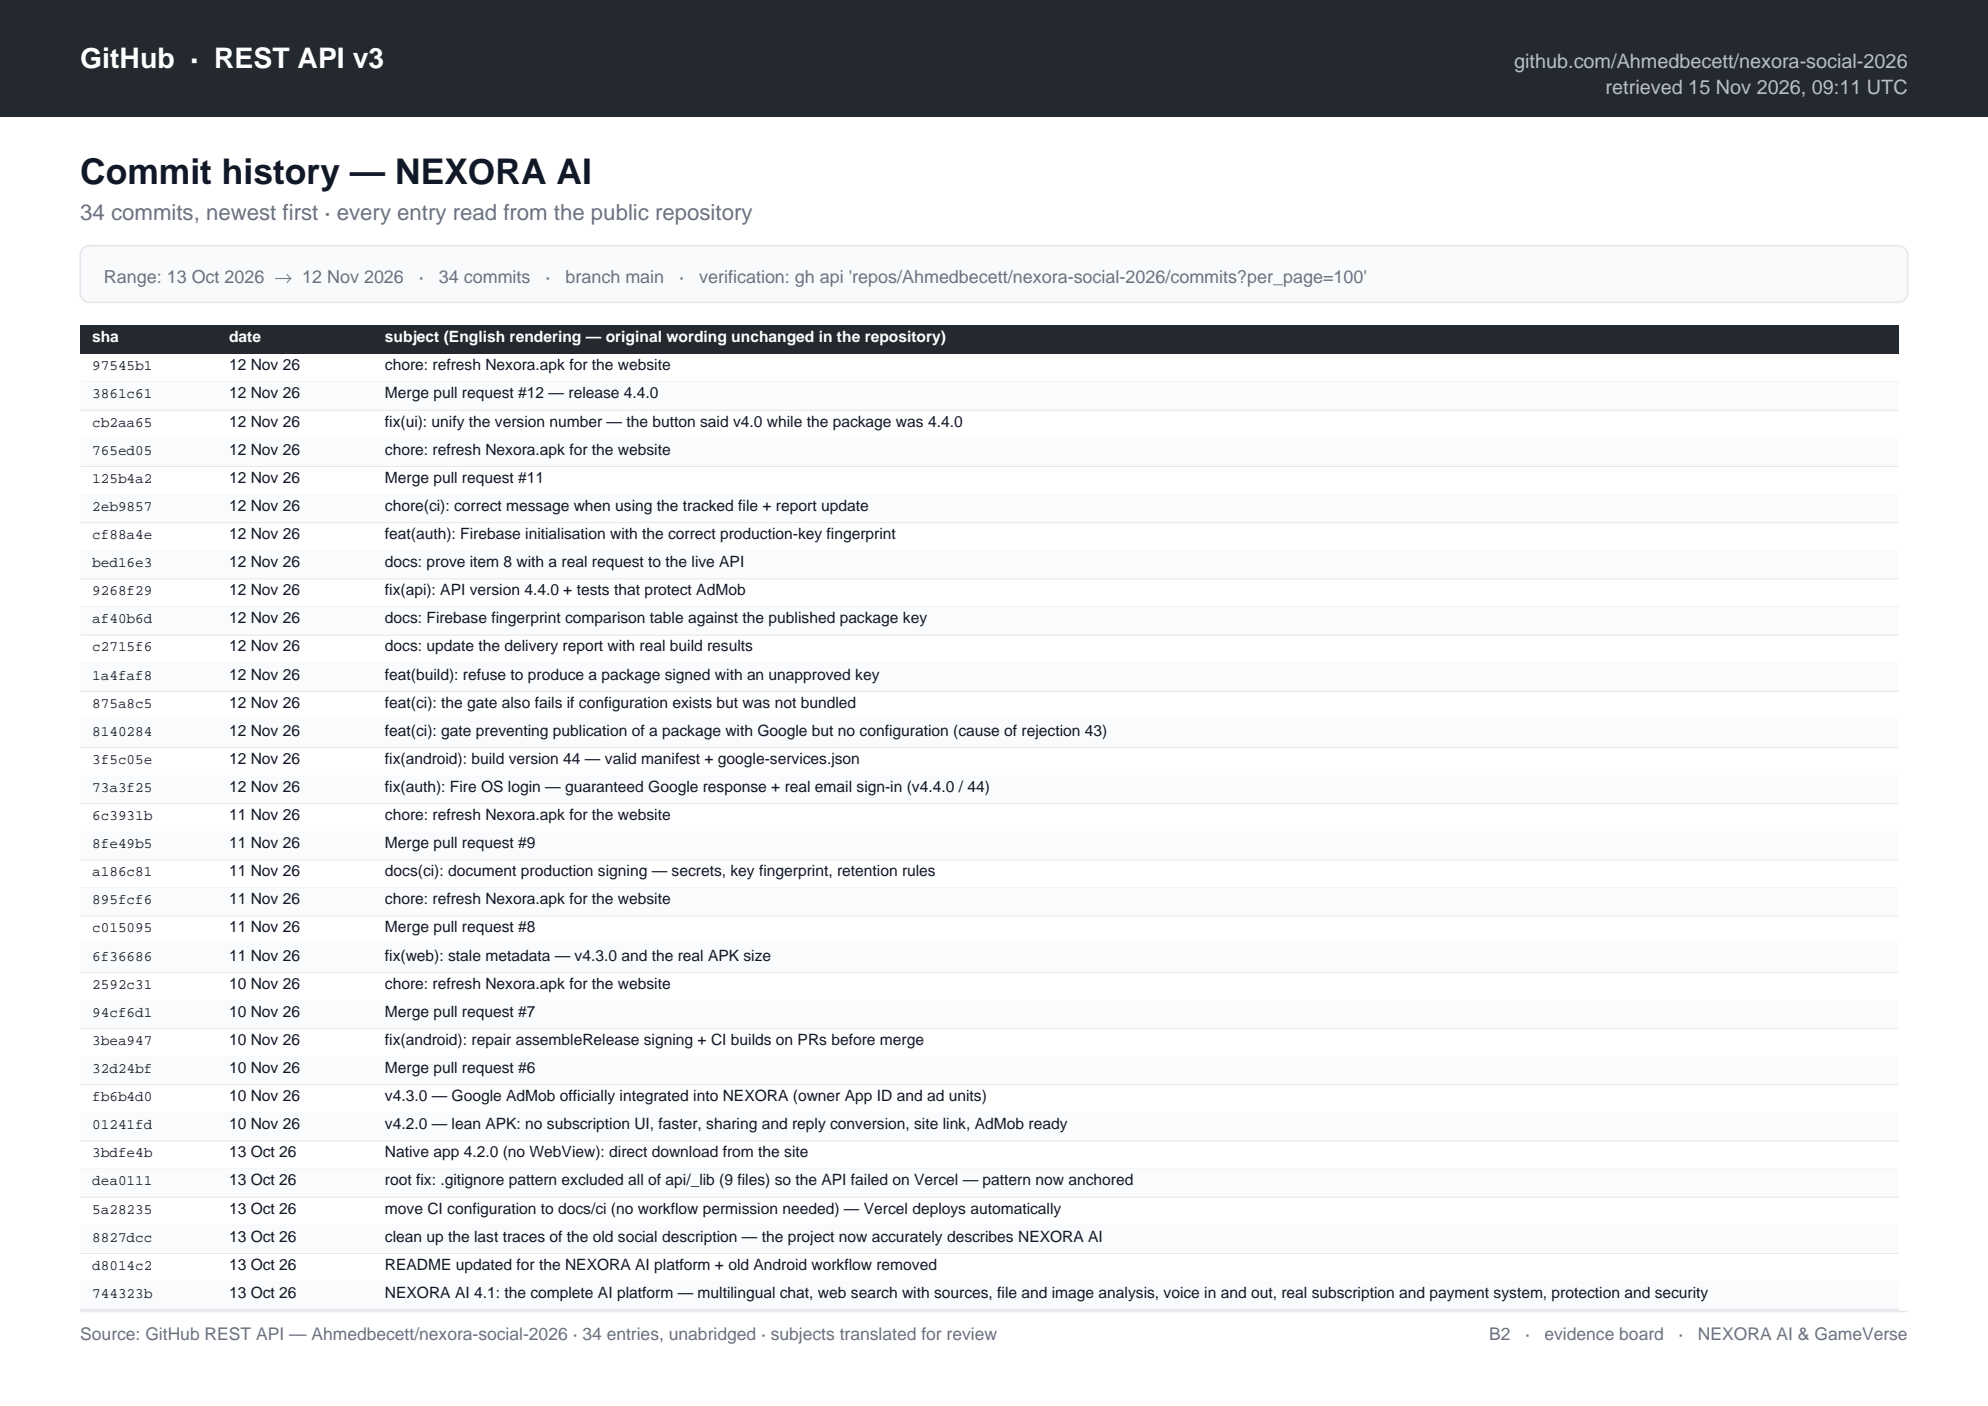 GitHub · REST API v3
github.com/Ahmedbecett/nexora-social-2026
retrieved 15 Nov 2026, 09:11 UTC
Commit history — NEXORA AI
34 commits, newest first · every entry read from the public repository
Range: 13 Oct 2026 → 12 Nov 2026 · 34 commits · branch main · verification: gh api 'repos/Ahmedbecett/nexora-social-2026/commits?per_page=100'
sha date subject (English rendering — original wording unchanged in the repository)
97545b1 12 Nov 26 chore: refresh Nexora.apk for the website
3861c61 12 Nov 26 Merge pull request #12 — release 4.4.0
cb2aa65 12 Nov 26 fix(ui): unify the version number — the button said v4.0 while the package was 4.4.0
765ed05 12 Nov 26 chore: refresh Nexora.apk for the website
125b4a2 12 Nov 26 Merge pull request #11
2eb9857 12 Nov 26 chore(ci): correct message when using the tracked file + report update
cf88a4e 12 Nov 26 feat(auth): Firebase initialisation with the correct production-key fingerprint
bed16e3 12 Nov 26 docs: prove item 8 with a real request to the live API
9268f29 12 Nov 26 fix(api): API version 4.4.0 + tests that protect AdMob
af40b6d 12 Nov 26 docs: Firebase fingerprint comparison table against the published package key
c2715f6 12 Nov 26 docs: update the delivery report with real build results
1a4faf8 12 Nov 26 feat(build): refuse to produce a package signed with an unapproved key
875a8c5 12 Nov 26 feat(ci): the gate also fails if configuration exists but was not bundled
8140284 12 Nov 26 feat(ci): gate preventing publication of a package with Google but no configuration (cause of rejection 43)
3f5c05e 12 Nov 26 fix(android): build version 44 — valid manifest + google-services.json
73a3f25 12 Nov 26 fix(auth): Fire OS login — guaranteed Google response + real email sign-in (v4.4.0 / 44)
6c3931b 11 Nov 26 chore: refresh Nexora.apk for the website
8fe49b5 11 Nov 26 Merge pull request #9
a186c81 11 Nov 26 docs(ci): document production signing — secrets, key fingerprint, retention rules
895fcf6 11 Nov 26 chore: refresh Nexora.apk for the website
c015095 11 Nov 26 Merge pull request #8
6f36686 11 Nov 26 fix(web): stale metadata — v4.3.0 and the real APK size
2592c31 10 Nov 26 chore: refresh Nexora.apk for the website
94cf6d1 10 Nov 26 Merge pull request #7
3bea947 10 Nov 26 fix(android): repair assembleRelease signing + CI builds on PRs before merge
32d24bf 10 Nov 26 Merge pull request #6
fb6b4d0 10 Nov 26 v4.3.0 — Google AdMob officially integrated into NEXORA (owner App ID and ad units)
01241fd 10 Nov 26 v4.2.0 — lean APK: no subscription UI, faster, sharing and reply conversion, site link, AdMob ready
3bdfe4b 13 Oct 26 Native app 4.2.0 (no WebView): direct download from the site
dea0111 13 Oct 26 root fix: .gitignore pattern excluded all of api/_lib (9 files) so the API failed on Vercel — pattern now anchored
5a28235 13 Oct 26 move CI configuration to docs/ci (no workflow permission needed) — Vercel deploys automatically
8827dcc 13 Oct 26 clean up the last traces of the old social description — the project now accurately describes NEXORA AI
d8014c2 13 Oct 26 README updated for the NEXORA AI platform + old Android workflow removed
744323b 13 Oct 26 NEXORA AI 4.1: the complete AI platform — multilingual chat, web search with sources, file and image analysis, voice in and out, real subscription and payment system, protection and security
Source: GitHub REST API — Ahmedbecett/nexora-social-2026 · 34 entries, unabridged · subjects translated for review
B2 · evidence board · NEXORA AI & GameVerse